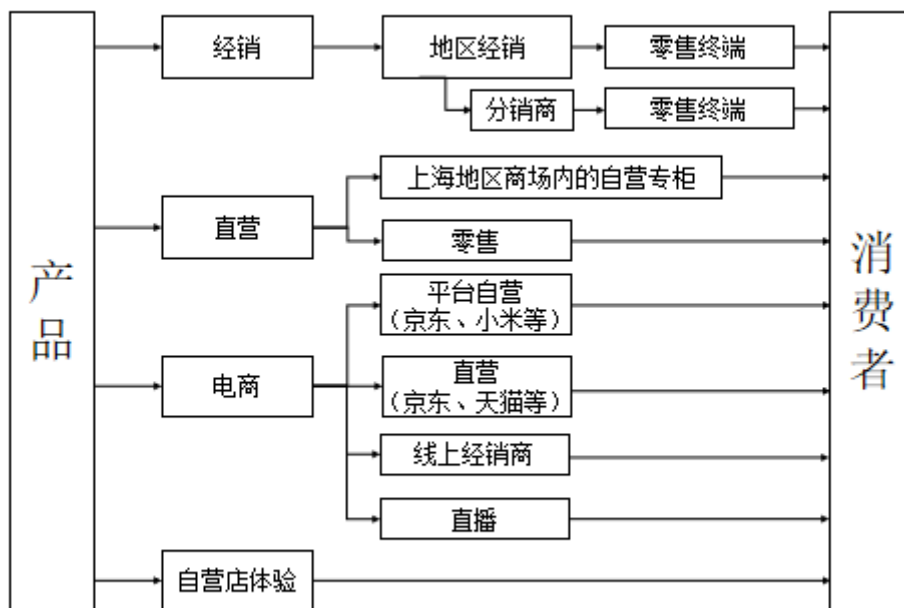 产品
经销
地区经销
零售终端
分销商
零售终端
直营
上海地区商场内的自营专柜
零售
电商
平台自营
（京东、小米等）
直营
（京东、天猫等）
线上经销商
直播
自营店体验
消费者